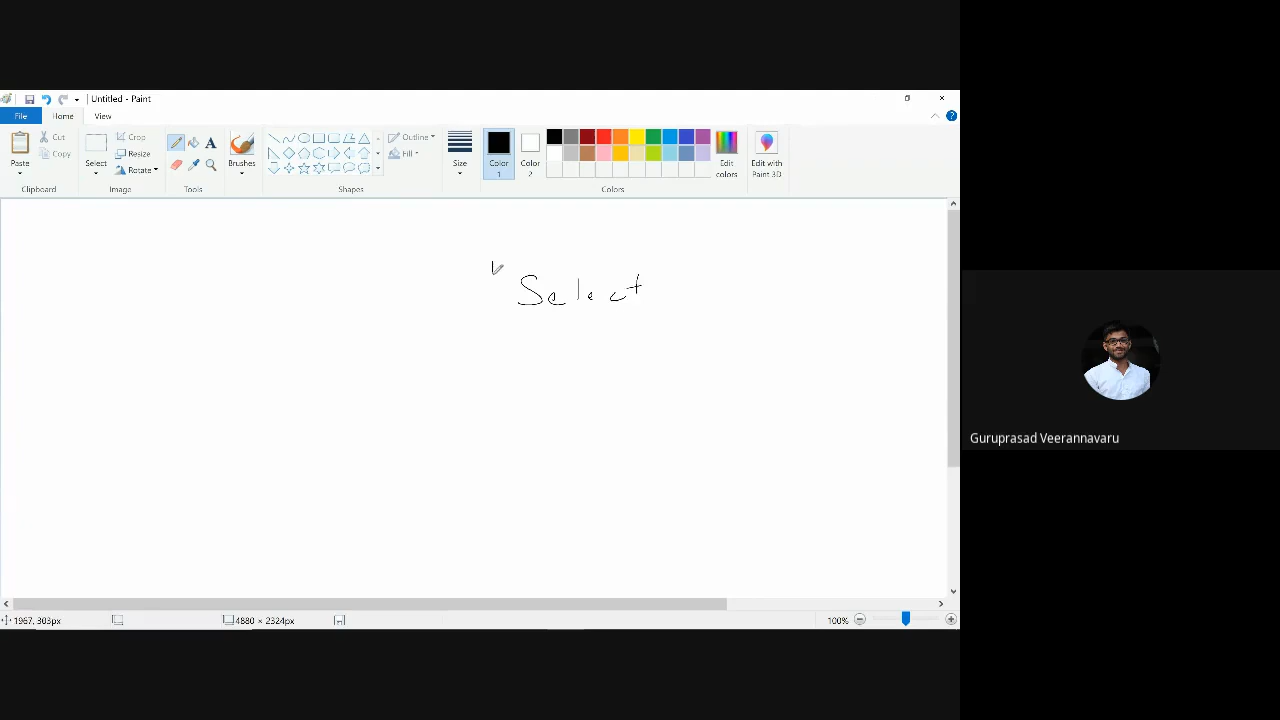 Untitled - Paint
File Home View
Paste
Cut
Copy
Clipboard
Select
Crop
Resize
Rotate
Image
Tools
Brushes
Shapes
Outline
Fill
Size
Color 1
Color 2
Edit colors
Colors
Edit with Paint 3D
Select
1967, 303px
4880 × 2324px
100%
Guruprasad Veerannavaru